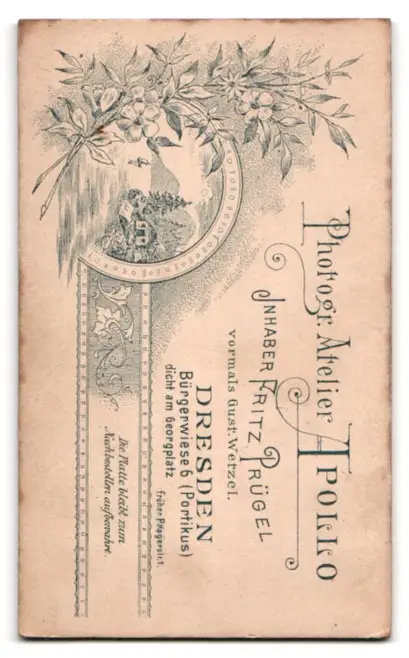 Photogr. Atelier Apollo
Inhaber Fritz Prügel
vormals Gust. Wetzel.
DRESDEN
Bürgerwiese 6 (Portikus)
dicht am Georgplatz
früher Pragerstr. 7.
Die Platte bleibt zum
Nachbestellen aufbewahrt.